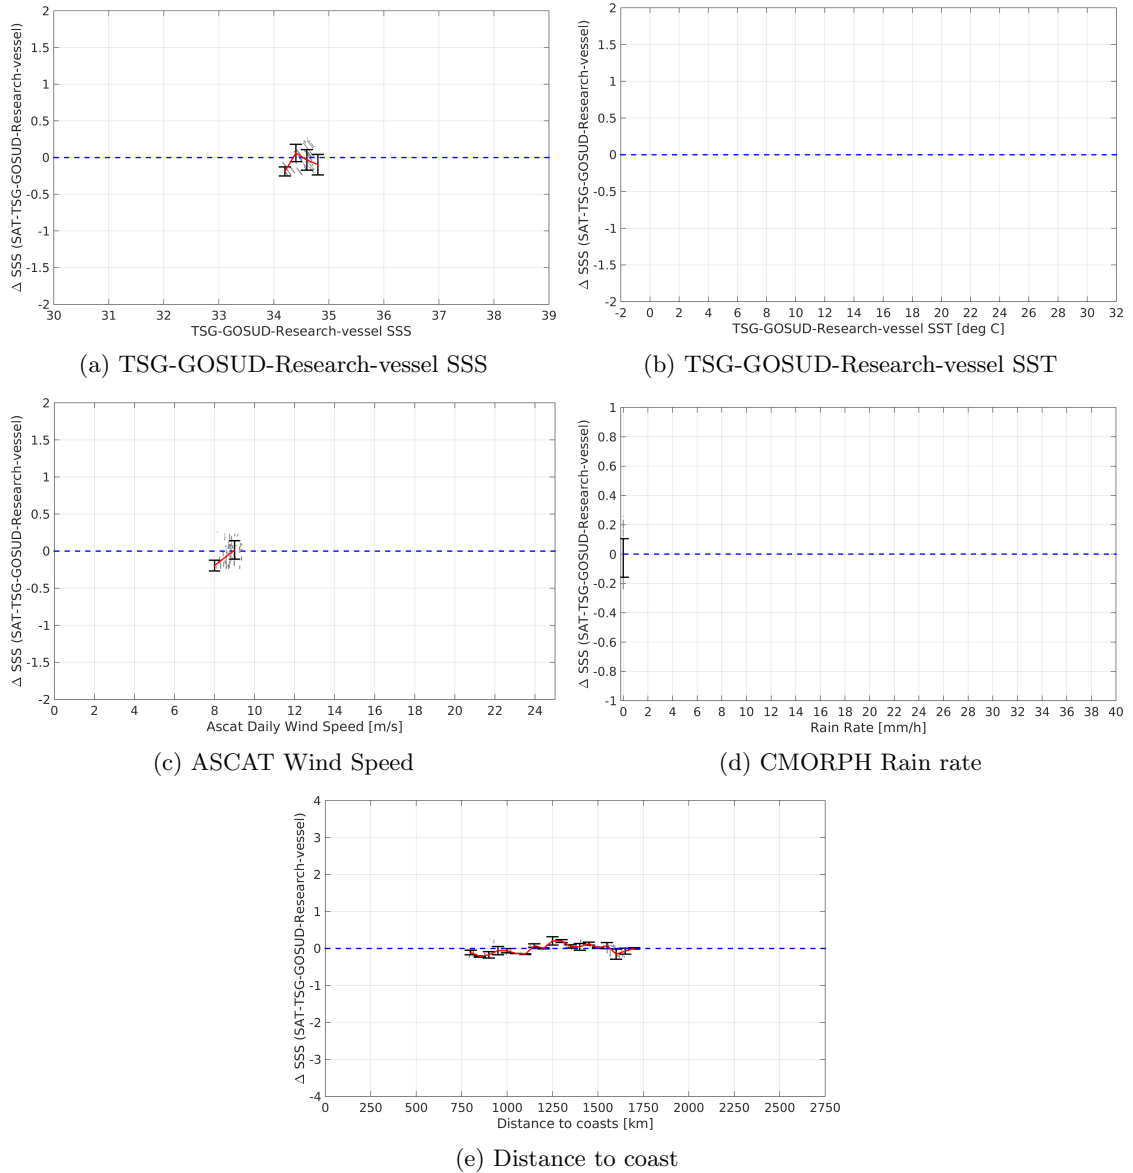 2
1.5
1
0.5
0
-0.5
-1
-1.5
-2
Δ SSS (SAT-TSG-GOSUD-Research-vessel)
30 31 32 33 34 35 36 37 38 39
TSG-GOSUD-Research-vessel SSS
(a) TSG-GOSUD-Research-vessel SSS
2
1.5
1
0.5
0
-0.5
-1
-1.5
-2
Δ SSS (SAT-TSG-GOSUD-Research-vessel)
-2 0 2 4 6 8 10 12 14 16 18 20 22 24 26 28 30 32
TSG-GOSUD-Research-vessel SST [deg C]
(b) TSG-GOSUD-Research-vessel SST
2
1.5
1
0.5
0
-0.5
-1
-1.5
-2
Δ SSS (SAT-TSG-GOSUD-Research-vessel)
0 2 4 6 8 10 12 14 16 18 20 22 24
Ascat Daily Wind Speed [m/s]
(c) ASCAT Wind Speed
1
0.8
0.6
0.4
0.2
0
-0.2
-0.4
-0.6
-0.8
-1
Δ SSS (SAT-TSG-GOSUD-Research-vessel)
0 2 4 6 8 10 12 14 16 18 20 22 24 26 28 30 32 34 36 38 40
Rain Rate [mm/h]
(d) CMORPH Rain rate
4
3
2
1
0
-1
-2
-3
-4
Δ SSS (SAT-TSG-GOSUD-Research-vessel)
0 250 500 750 1000 1250 1500 1750 2000 2250 2500 2750
Distance to coasts [km]
(e) Distance to coast